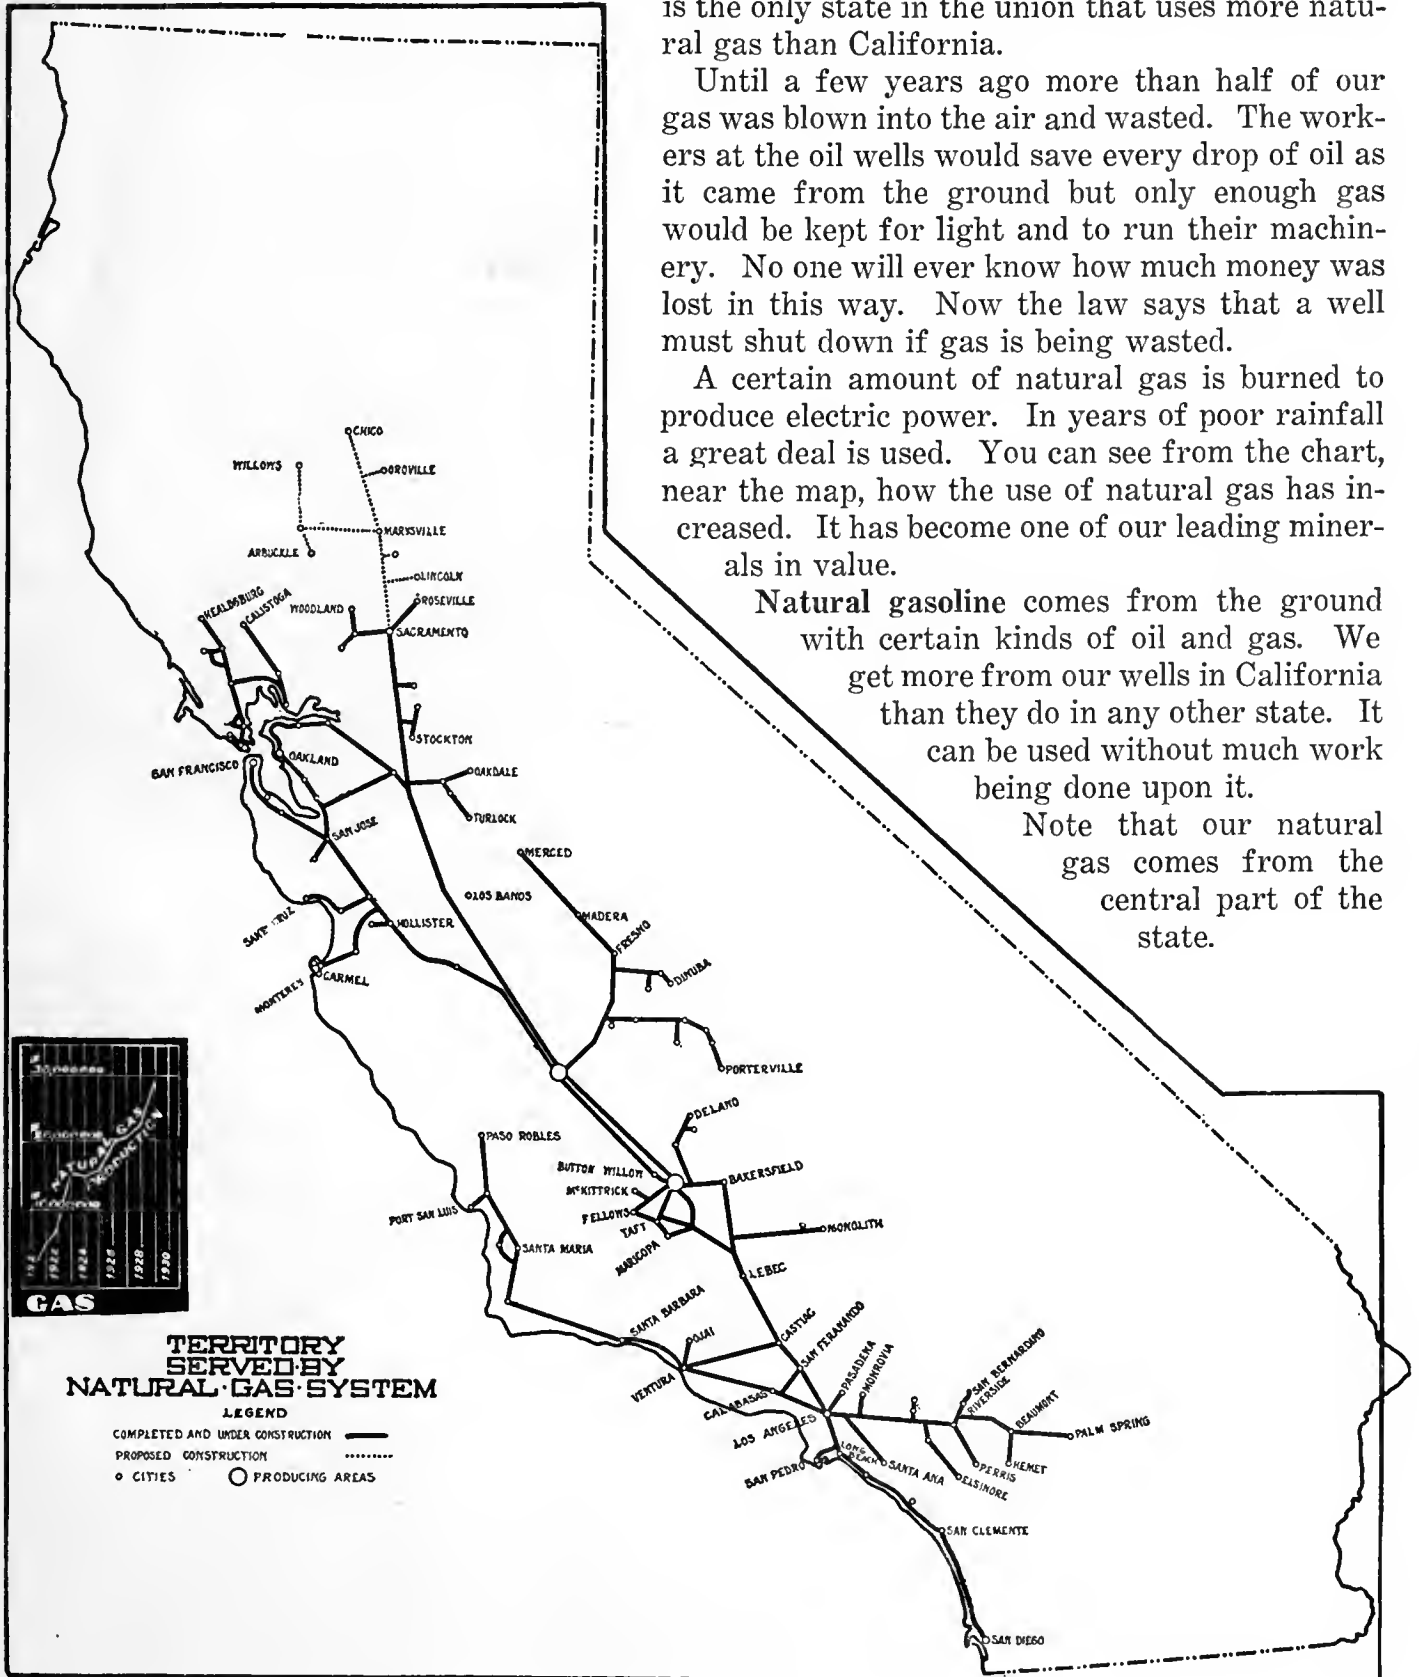 is the only state in the union that uses more natu-
ral gas than California.
Until a few years ago more than half of our
gas was blown into the air and wasted. The work-
ers at the oil wells would save every drop of oil as
it came from the ground but only enough gas
would be kept for light and to run their machin-
ery. No one will ever know how much money was
lost in this way. Now the law says that a well
must shut down if gas is being wasted.
A certain amount of natural gas is burned to
produce electric power. In years of poor rainfall
a great deal is used. You can see from the chart,
near the map, how the use of natural gas has in-
creased. It has become one of our leading miner-
als in value.
Natural gasoline comes from the ground
with certain kinds of oil and gas. We
get more from our wells in California
than they do in any other state. It
can be used without much work
being done upon it.
Note that our natural
gas comes from the
central part of the
state.
CHICO
WILLOWS
OROVILLE
MARYSVILLE
ARBUCKLE
LINCOLN
HEALDSBURG
CALISTOGA
WOODLAND
ROSEVILLE
SACRAMENTO
STOCKTON
SAN FRANCISCO
OAKLAND
OAKDALE
TURLOCK
SAN JOSE
MERCED
LOS BANOS
MADERA
SANTA CRUZ
HOLLISTER
FRESNO
DINUBA
MONTEREY
CARMEL
PORTERVILLE
DELANO
PASO ROBLES
BUTTON WILLOW
BAKERSFIELD
McKITTRICK
FELLOWS
TAFT
MARICOPA
MONOLITH
PORT SAN LUIS
SANTA MARIA
LEBEC
SANTA BARBARA
OJAI
CASTIAC
SAN FERANANDO
PASADENA
MONROVIA
SAN BERNARDINO
RIVERSIDE
BEAUMONT
PALM SPRING
VENTURA
CALABASAS
LOS ANGELES
LONG
BEACH
SAN PEDRO
SANTA ANA
ELSINORE
PERRIS
HEMET
SAN CLEMENTE
SAN DIEGO
NATURAL GAS
PRODUCTION
1924
1926
1928
1930
GAS
TERRITORY
SERVED·BY
NATURAL·GAS·SYSTEM
LEGEND
COMPLETED AND UNDER CONSTRUCTION
PROPOSED CONSTRUCTION
CITIES PRODUCING AREAS